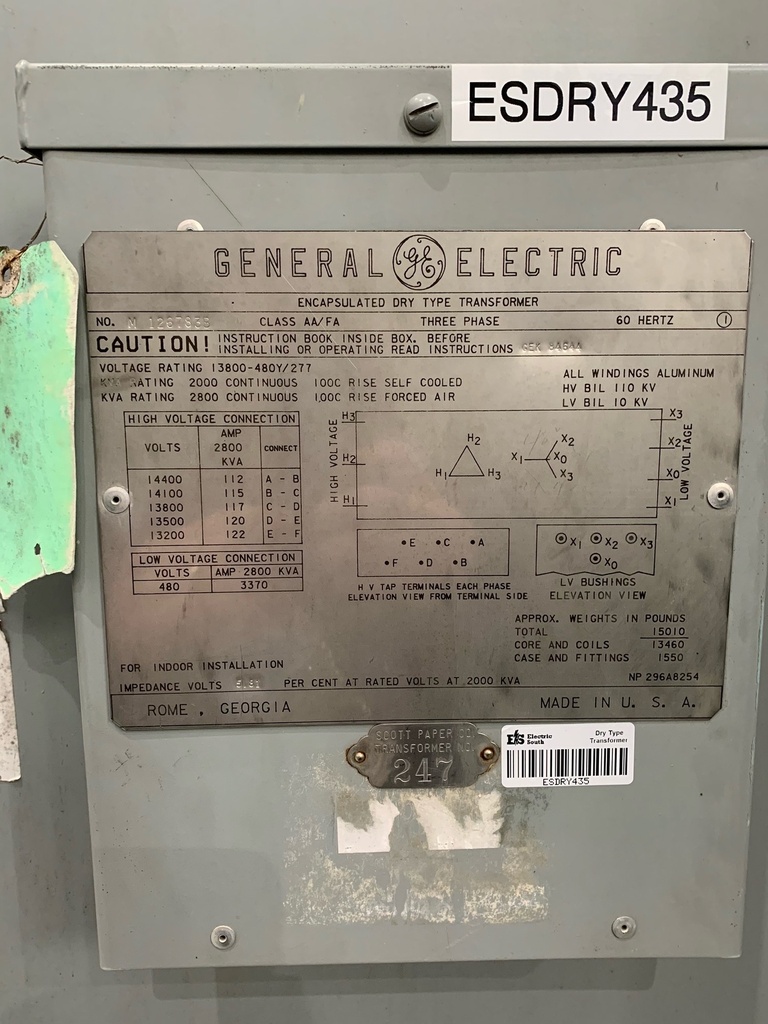 ESDRY435
GENERAL GE ELECTRIC
ENCAPSULATED DRY TYPE TRANSFORMER
NO. CLASS AA/FA THREE PHASE 60 HERTZ 1
CAUTION! INSTRUCTION BOOK INSIDE BOX. BEFORE
INSTALLING OR OPERATING READ INSTRUCTIONS
VOLTAGE RATING 13800-480Y/277
RATING 2000 CONTINUOUS 100C RISE SELF COOLED
KVA RATING 2800 CONTINUOUS 100C RISE FORCED AIR
ALL WINDINGS ALUMINUM
HV BIL 110 KV
LV BIL 10 KV
HIGH VOLTAGE CONNECTION
VOLTS AMP 2800 KVA CONNECT
14400 112 A - B
14100 115 B - C
13800 117 C - D
13500 120 D - E
13200 122 E - F
LOW VOLTAGE CONNECTION
VOLTS AMP 2800 KVA
480 3370
HIGH VOLTAGE
H3
H2
H1
H2
H1 H3
X2
X1 X0
X3
X3
X2
X0
X1
LOW VOLTAGE
E C A
F D B
H V TAP TERMINALS EACH PHASE
ELEVATION VIEW FROM TERMINAL SIDE
X1 X2 X3
X0
LV BUSHINGS
ELEVATION VIEW
APPROX. WEIGHTS IN POUNDS
TOTAL 15010
CORE AND COILS 13460
CASE AND FITTINGS 1550
FOR INDOOR INSTALLATION
NP 296A8254
IMPEDANCE VOLTS PER CENT AT RATED VOLTS AT 2000 KVA
ROME, GEORGIA MADE IN U. S. A.
SCOTT PAPER CO.
TRANSFORMER NO.
247
ES Electric South Dry Type Transformer
ESDRY435